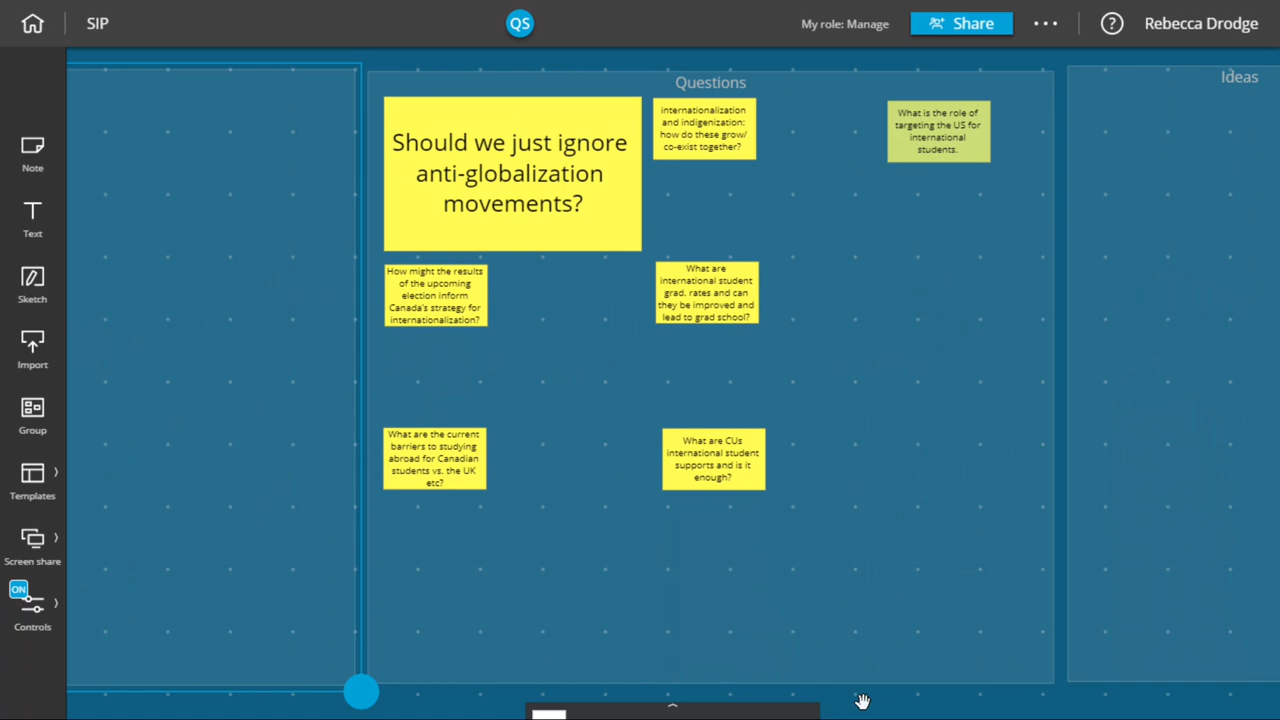 SIP
QS
My role: Manage
Share
?
Rebecca Drodge
Note
Text
Sketch
Import
Group
Templates
Screen share
ON
Controls
Questions
Should we just ignore
anti-globalization
movements?
internationalization
and indigenization:
how do these grow/
co-exist together?
What is the role of
targeting the US for
international
students.
How might the results
of the upcoming
election inform
Canada's strategy for
internationalization?
What are
international student
grad. rates and can
they be improved and
lead to grad school?
What are the current
barriers to studying
abroad for Canadian
students vs. the UK
etc?
What are CUs
international student
supports and is it
enough?
Ideas